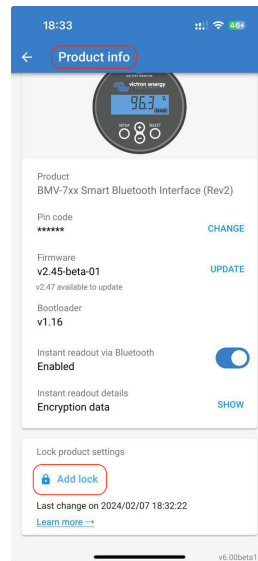 18:33
46
Product info
BATTERY MONITOR
victron energy
96.3 %
SETUP
SELECT
+
-
Product
BMV-7xx Smart Bluetooth Interface (Rev2)
Pin code
****** CHANGE
Firmware
v2.45-beta-01 UPDATE
v2.47 available to update
Bootloader
v1.16
Instant readout via Bluetooth
Enabled
Instant readout details
Encryption data SHOW
Lock product settings
Add lock
Last change on 2024/02/07 18:32:22
Learn more →
v6.00beta1